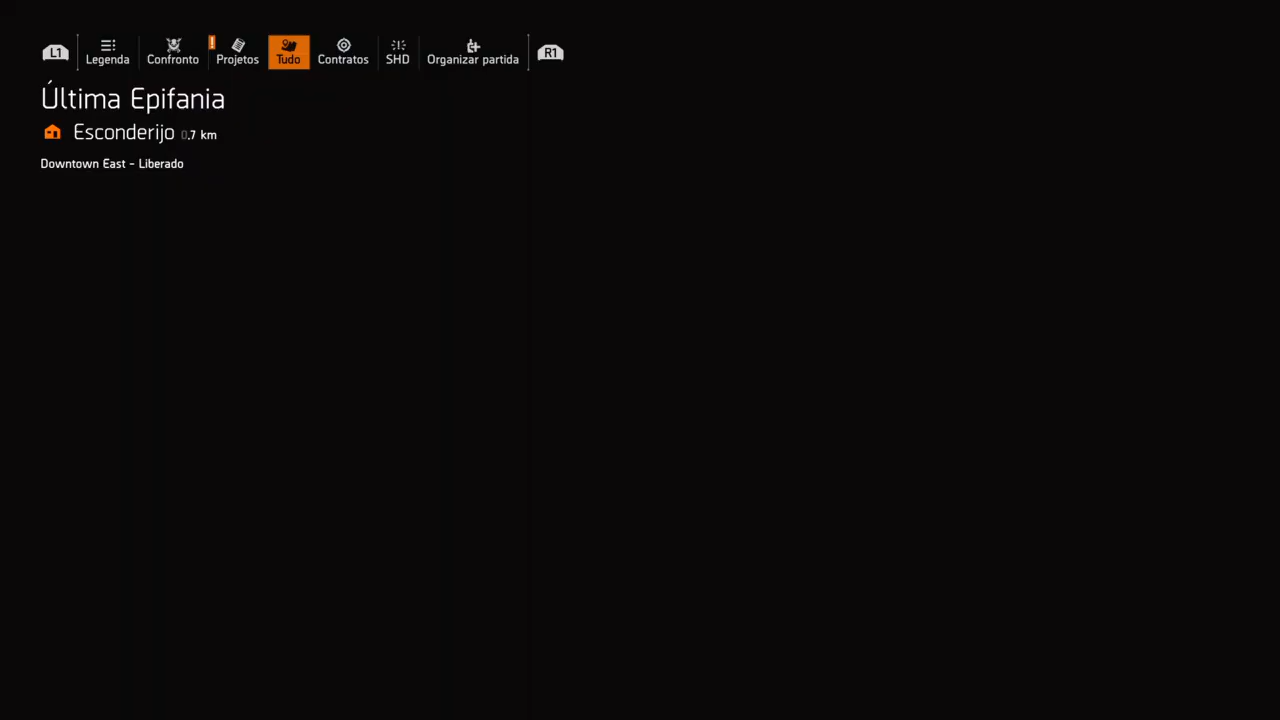 L1 Legenda Confronto ! Projetos Tudo Contratos SHD Organizar partida R1
Última Epifania
Esconderijo 0.7 km
Downtown East - Liberado